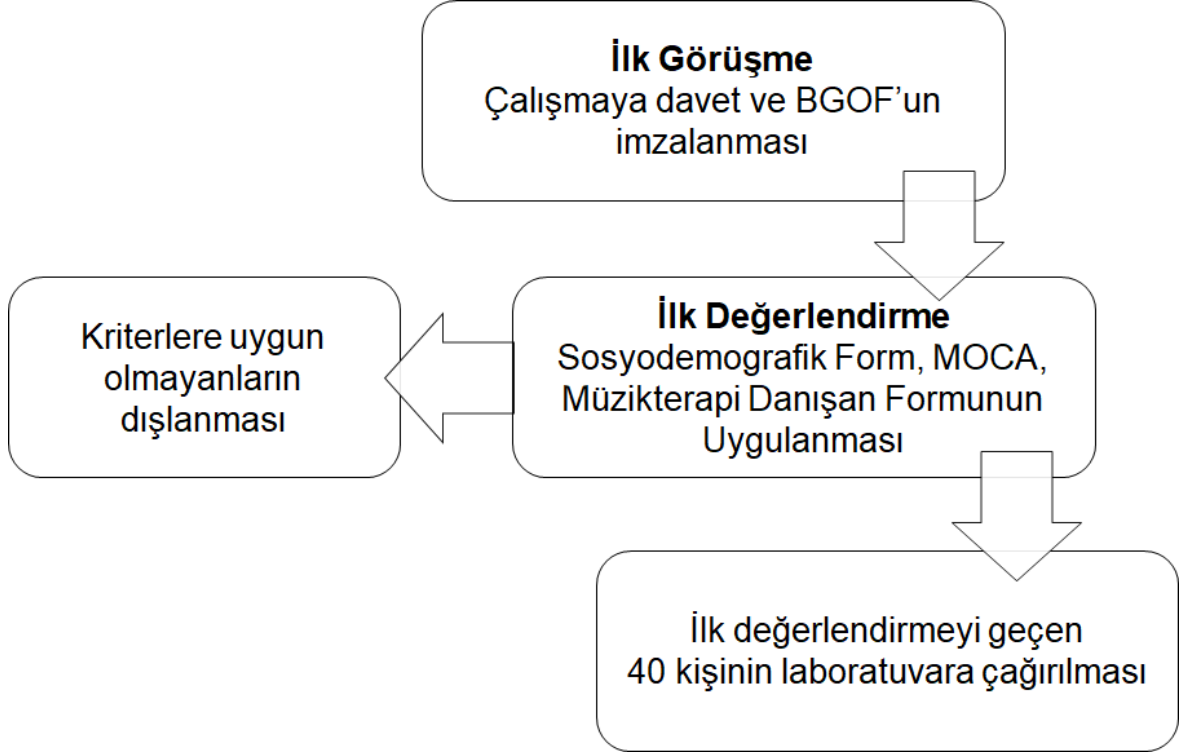 İlk Görüşme
Çalışmaya davet ve BGOF’un
imzalanması
İlk Değerlendirme
Sosyodemografik Form, MOCA,
Müzikterapi Danışan Formunun
Uygulanması
Kriterlere uygun
olmayanların
dışlanması
İlk değerlendirmeyi geçen
40 kişinin laboratuvara çağırılması